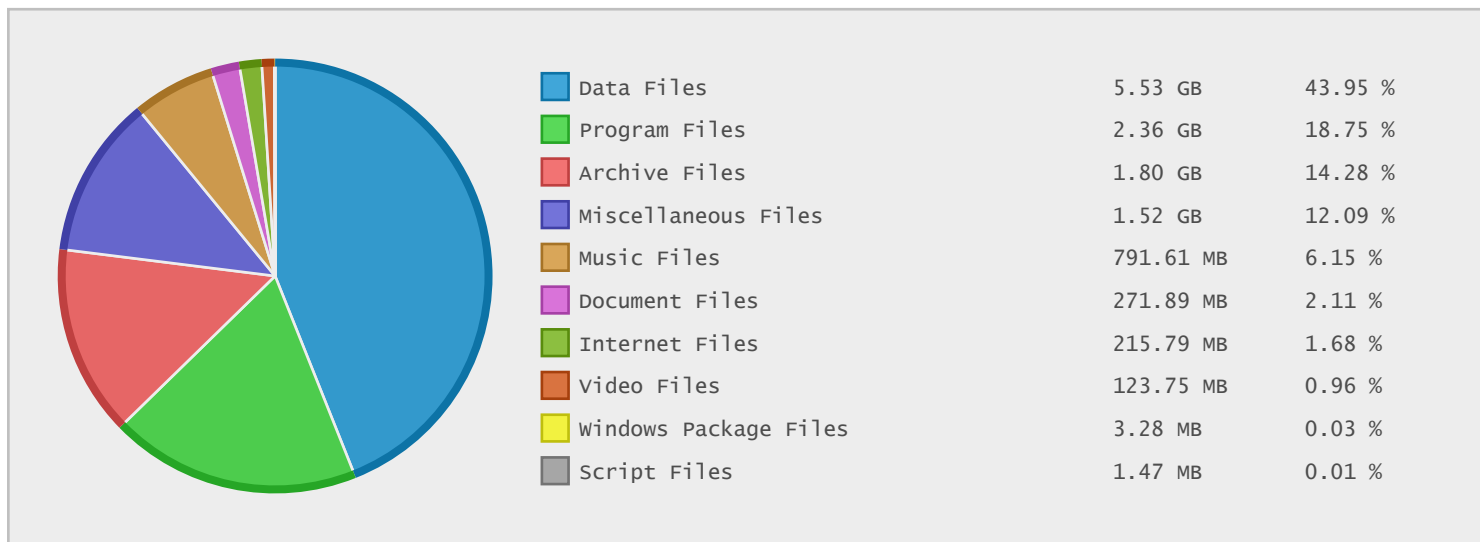 Data Files 5.53 GB 43.95 %
Program Files 2.36 GB 18.75 %
Archive Files 1.80 GB 14.28 %
Miscellaneous Files 1.52 GB 12.09 %
Music Files 791.61 MB 6.15 %
Document Files 271.89 MB 2.11 %
Internet Files 215.79 MB 1.68 %
Video Files 123.75 MB 0.96 %
Windows Package Files 3.28 MB 0.03 %
Script Files 1.47 MB 0.01 %